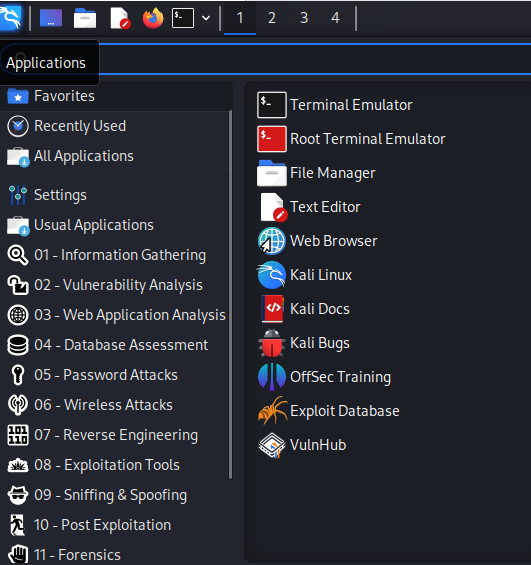 1 2 3 4
Applications
Favorites
Recently Used
All Applications
Settings
Usual Applications
01 - Information Gathering
02 - Vulnerability Analysis
03 - Web Application Analysis
04 - Database Assessment
05 - Password Attacks
06 - Wireless Attacks
07 - Reverse Engineering
08 - Exploitation Tools
09 - Sniffing & Spoofing
10 - Post Exploitation
11 - Forensics
Terminal Emulator
Root Terminal Emulator
File Manager
Text Editor
Web Browser
Kali Linux
Kali Docs
Kali Bugs
OffSec Training
Exploit Database
VulnHub